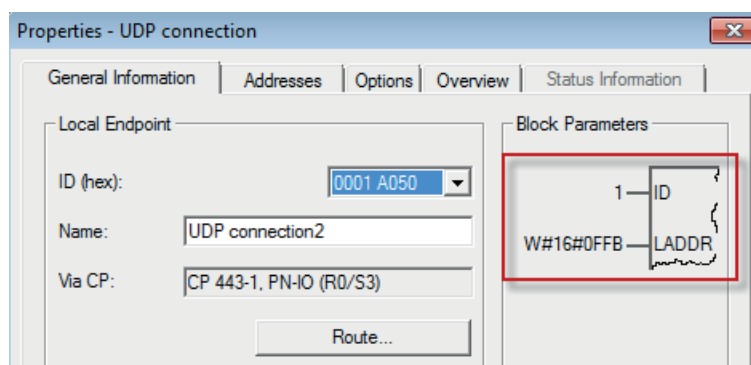 Properties - UDP connection
General Information Addresses Options Overview Status Information
Local Endpoint
ID (hex): 0001 A050
Name: UDP connection2
Via CP: CP 443-1, PN-IO (R0/S3)
Route...
Block Parameters
1 ID
W#16#0FFB LADDR